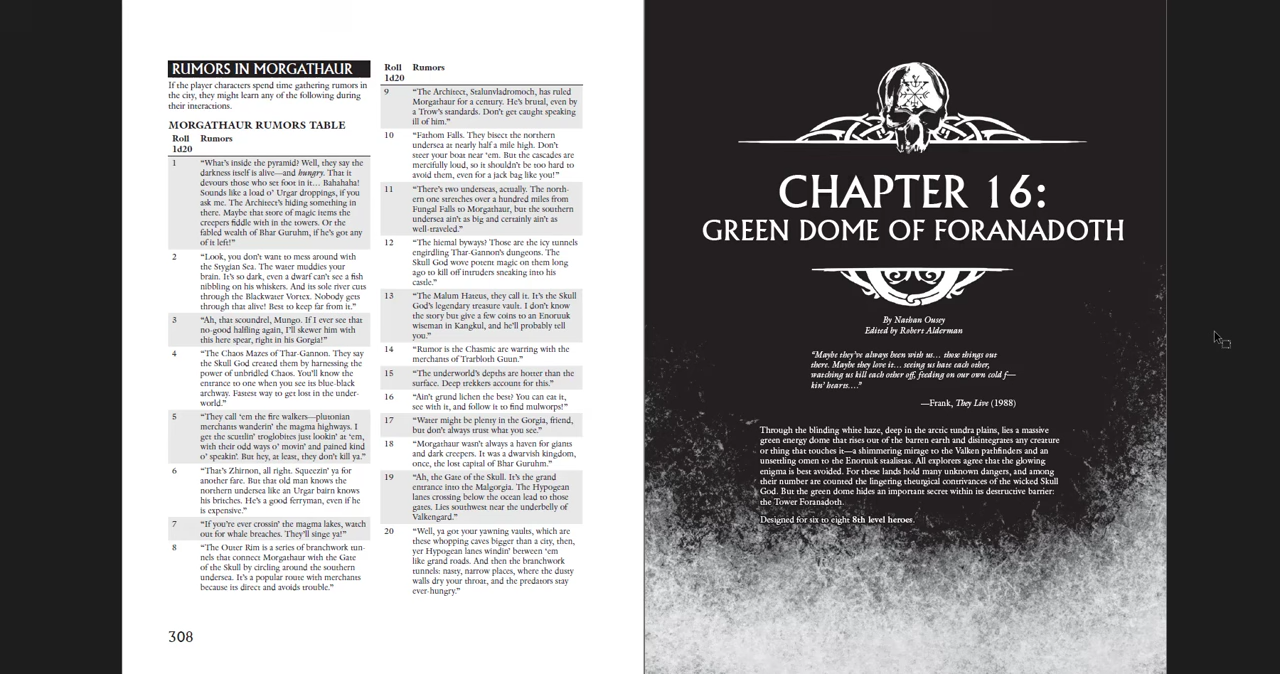 RUMORS IN MORGATHAUR
If the player characters spend time gathering rumors in
the city, they might learn any of the following during
their interactions.
MORGATHAUR RUMORS TABLE
Roll Rumors
1d20
1 “What’s inside the pyramid? Well, they say the
darkness itself is alive—and hungry. That it
devours those who set foot in it… Bahahaha!
Sounds like a load o’ Urgar droppings, if you
ask me. The Architect’s hiding something in
there. Maybe that store of magic items the
creepers fiddle with in the towers. Or the
fabled wealth of Bhar Guruhm, if he’s got any
of it left!”
2 “Look, you don’t want to mess around with
the Stygian Sea. The water muddies your
brain. It’s so dark, even a dwarf can’t see a fish
nibbling on his whiskers. And its sole river cuts
through the Blackwater Vortex. Nobody gets
through that alive! Best to keep far from it.”
3 “Ah, that scoundrel, Mungo. If I ever see that
no-good halfling again, I’ll skewer him with
this here spear, right in his Gorgia!”
4 “The Chaos Mazes of Thar-Gannon. They say
the Skull God created them by harnessing the
power of unbridled Chaos. You’ll know the
entrance to one when you see its blue-black
archway. Fastest way to get lost in the under-
world.”
5 “They call ‘em the fire walkers—plutonian
merchants wanderin’ the magma highways. I
get the scuttlin’ troglobites just lookin’ at ‘em,
with their odd ways o’ movin’ and pained kind
o’ speakin’. But hey, at least, they don’t kill ya.”
6 “That’s Zhirnon, all right. Squeezin’ ya for
another fare. But that old man knows the
northern undersea like an Urgar bairn knows
his britches. He’s a good ferryman, even if he
is expensive.”
7 “If you’re ever crossin’ the magma lakes, watch
out for whale breaches. They’ll singe ya!”
8 “The Outer Rim is a series of branchwork tun-
nels that connect Morgathaur with the Gate
of the Skull by circling around the southern
undersea. It’s a popular route with merchants
because its direct and avoids trouble.”
308
Roll Rumors
1d20
9 “The Architect, Stalunvladromoch, has ruled
Morgathaur for a century. He’s brutal, even by
a Trow’s standards. Don’t get caught speaking
ill of him.”
10 “Fathom Falls. They bisect the northern
undersea at nearly half a mile high. Don’t
steer your boat near ‘em. But the cascades are
mercifully loud, so it shouldn’t be too hard to
avoid them, even for a jack bag like you!”
11 “There’s two underseas, actually. The north-
ern one stretches over a hundred miles from
Fungal Falls to Morgathaur, but the southern
undersea ain’t as big and certainly ain’t as
well-traveled.”
12 “The hiemal byways? Those are the icy tunnels
engirdling Thar-Gannon’s dungeons. The
Skull God wove potent magic on them long
ago to kill off intruders sneaking into his
castle.”
13 “The Malum Hateus, they call it. It’s the Skull
God’s legendary treasure vault. I don’t know
the story but give a few coins to an Enoruuk
wiseman in Kangkul, and he’ll probably tell
you.”
14 “Rumor is the Chasmic are warring with the
merchants of Trarbloth Guun.”
15 “The underworld’s depths are hotter than the
surface. Deep trekkers account for this.”
16 “Ain’t grund lichen the best? You can eat it,
see with it, and follow it to find mulworps!”
17 “Water might be plenty in the Gorgia, friend,
but don’t always trust what you see.”
18 “Morgathaur wasn’t always a haven for giants
and dark creepers. It was a dwarvish kingdom,
once, the lost capital of Bhar Guruhm.”
19 “Ah, the Gate of the Skull. It’s the grand
entrance into the Malgorgia. The Hypogean
lanes crossing below the ocean lead to those
gates. Lies southwest near the underbelly of
Valkengard.”
20 “Well, ya got your yawning vaults, which are
these whopping caves bigger than a city, then,
yer Hypogean lanes windin’ between ‘em
like grand roads. And then the branchwork
tunnels: nasty, narrow places, where the dusty
walls dry your throat, and the predators stay
ever-hungry.”
CHAPTER 16:
GREEN DOME OF FORANADOTH
By Nathan Ousey
Edited by Robert Alderman
“Maybe they’ve always been with us… those things out
there. Maybe they love it… seeing us hate each other,
watching us kill each other off, feeding on our own cold f—
kin’ hearts.…”
—Frank, They Live (1988)
Through the blinding white haze, deep in the arctic tundra plains, lies a massive
green energy dome that rises out of the barren earth and disintegrates any creature
or thing that touches it—a shimmering mirage to the Valken pathfinders and an
unsettling omen to the Enoruuk staalistas. All explorers agree that the glowing
enigma is best avoided. For these lands hold many unknown dangers, and among
their number are counted the lingering theurgical contrivances of the wicked Skull
God. But the green dome hides an important secret within its destructive barrier:
the Tower Foranadoth.
Designed for six to eight 8th level heroes.